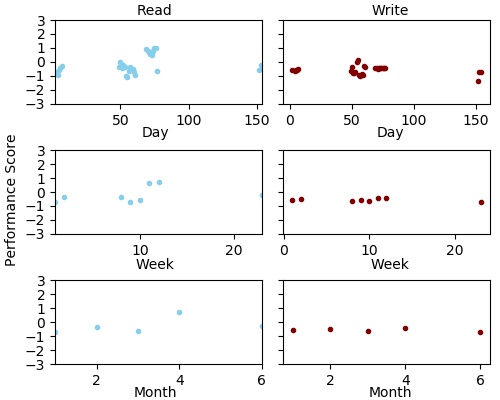 Read Write
3 2 1 0 −1 −2 −3
50 100 150
0 50 100 150
Day Day
3 2 1 0 −1 −2 −3
10 20
0 10 20
Week Week
3 2 1 0 −1 −2 −3
2 4 6
2 4 6
Month Month
Performance Score